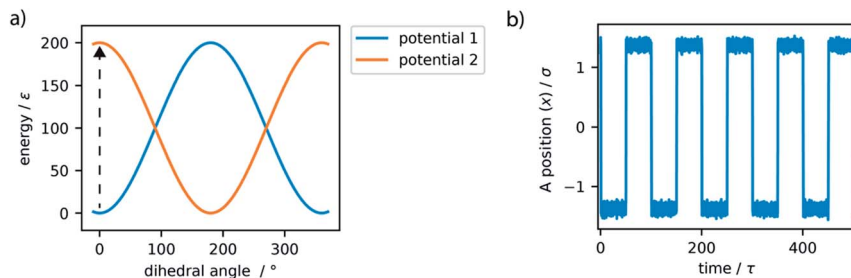 a)
energy / ε
200
150
100
50
0
0 100 200 300
dihedral angle / °
potential 1
potential 2
b)
A position (x) / σ
1
0
−1
0 200 400
time / τ